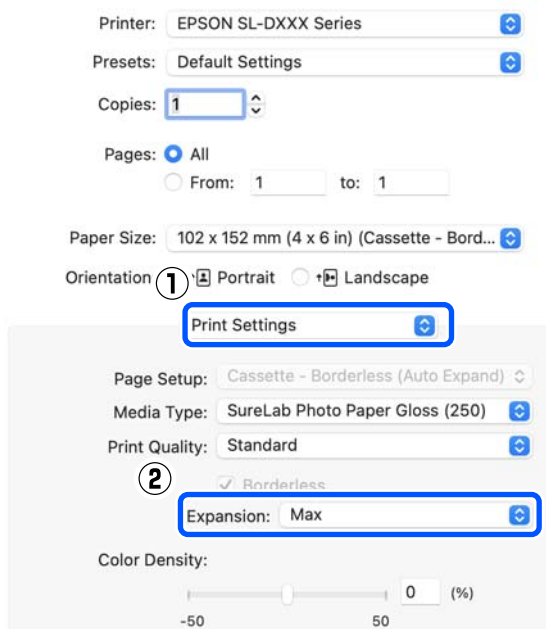 Printer: EPSON SL-DXXX Series
Presets: Default Settings
Copies: 1
Pages: All
From: 1 to: 1
Paper Size: 102 x 152 mm (4 x 6 in) (Cassette - Bord...
Orientation Portrait Landscape
1
Print Settings
Page Setup: Cassette - Borderless (Auto Expand)
Media Type: SureLab Photo Paper Gloss (250)
Print Quality: Standard
2
Borderless
Expansion: Max
Color Density:
0 (%)
-50 50